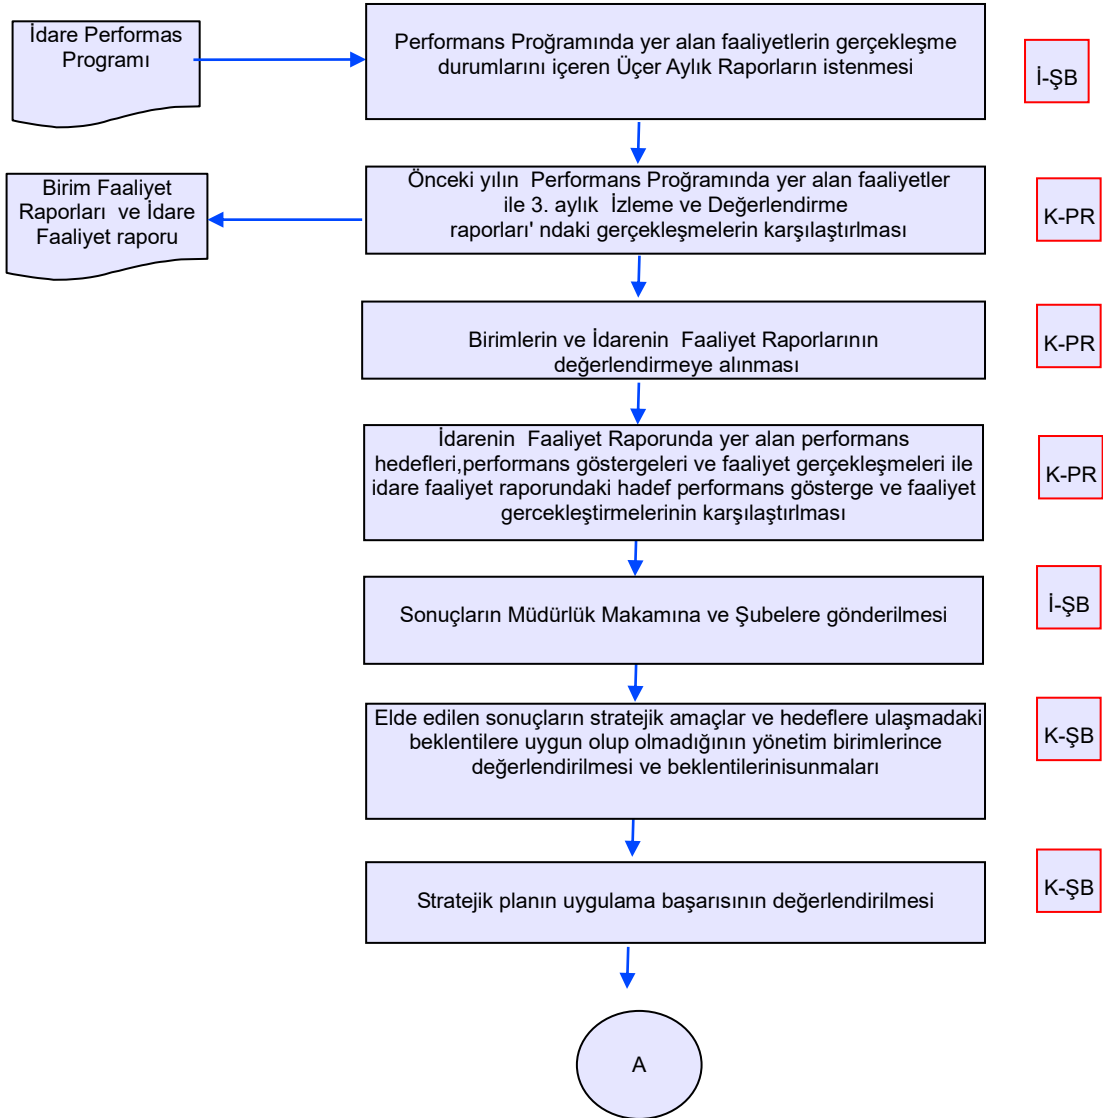 İdare Performas
Programı
Performans Proğramında yer alan faaliyetlerin gerçekleşme
durumlarını içeren Üçer Aylık Raporların istenmesi
İ-ŞB
Birim Faaliyet
Raporları ve İdare
Faaliyet raporu
Önceki yılın Performans Proğramında yer alan faaliyetler
ile 3. aylık İzleme ve Değerlendirme
raporları' ndaki gerçekleşmelerin karşılaştırlması
K-PR
Birimlerin ve İdarenin Faaliyet Raporlarının
değerlendirmeye alınması
K-PR
İdarenin Faaliyet Raporunda yer alan performans
hedefleri,performans göstergeleri ve faaliyet gerçekleşmeleri ile
idare faaliyet raporundaki hadef performans gösterge ve faaliyet
gercekleştirmelerinin karşılaştırlması
K-PR
Sonuçların Müdürlük Makamına ve Şubelere gönderilmesi
İ-ŞB
Elde edilen sonuçların stratejik amaçlar ve hedeflere ulaşmadaki
beklentilere uygun olup olmadığının yönetim birimlerince
değerlendirilmesi ve beklentilerinisunmaları
K-ŞB
Stratejik planın uygulama başarısının değerlendirilmesi
K-ŞB
A